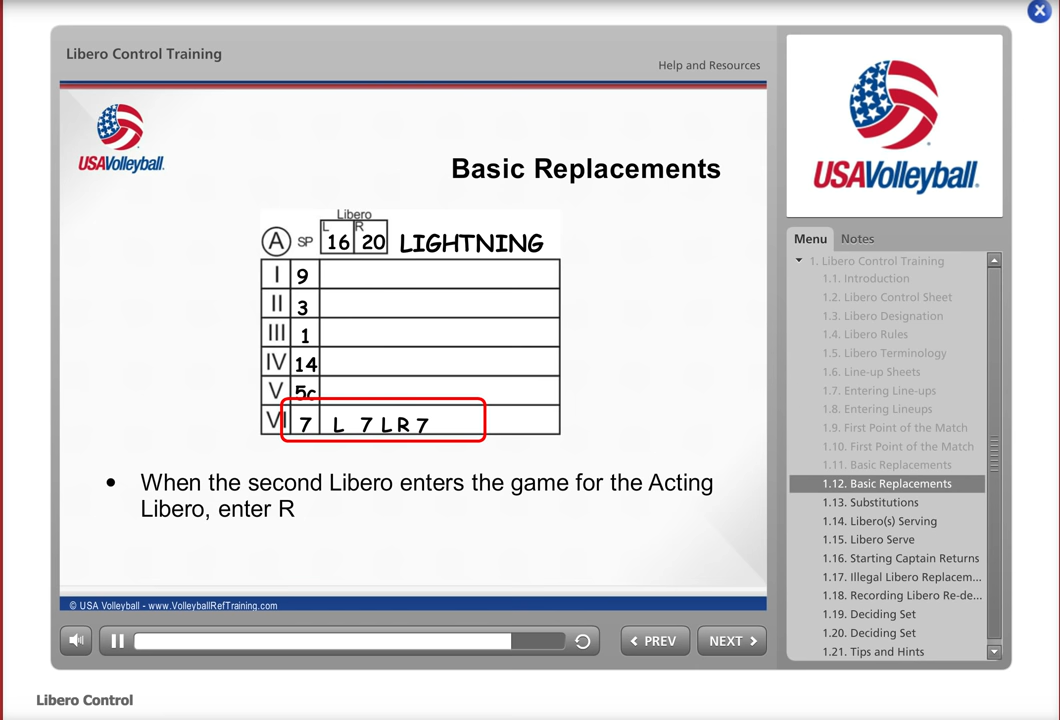 Libero Control Training
Help and Resources
USAVolleyball.
Basic Replacements
Libero
L R
A SP 16 20 LIGHTNING
I 9
II 3
III 1
IV 14
V 5c
VI 7 L 7 L R 7
• When the second Libero enters the game for the Acting
Libero, enter R
© USA Volleyball - www.VolleyballRefTraining.com
PREV
NEXT
USAVolleyball.
Menu Notes
1. Libero Control Training
1.1. Introduction
1.2. Libero Control Sheet
1.3. Libero Designation
1.4. Libero Rules
1.5. Libero Terminology
1.6. Line-up Sheets
1.7. Entering Line-ups
1.8. Entering Lineups
1.9. First Point of the Match
1.10. First Point of the Match
1.11. Basic Replacements
1.12. Basic Replacements
1.13. Substitutions
1.14. Libero(s) Serving
1.15. Libero Serve
1.16. Starting Captain Returns
1.17. Illegal Libero Replacem...
1.18. Recording Libero Re-de...
1.19. Deciding Set
1.20. Deciding Set
1.21. Tips and Hints
Libero Control